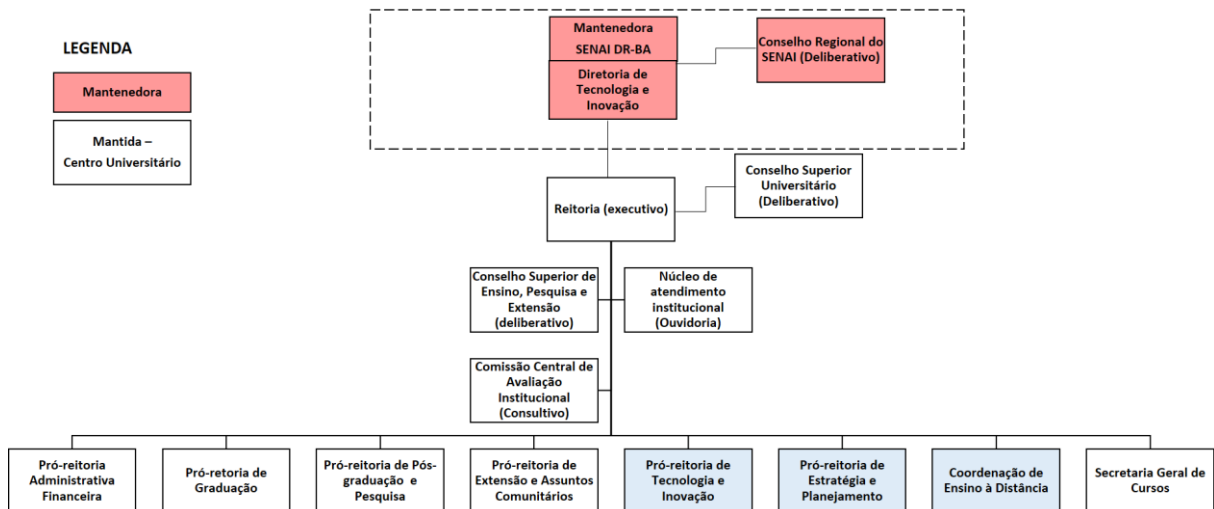 LEGENDA
Mantenedora
Mantida –
Centro Universitário
Mantenedora
SENAI DR-BA
Diretoria de
Tecnologia e
Inovação
Conselho Regional do
SENAI (Deliberativo)
Reitoria (executivo)
Conselho Superior
Universitário
(Deliberativo)
Conselho Superior de
Ensino, Pesquisa e
Extensão
(deliberativo)
Núcleo de
atendimento
institucional
(Ouvidoria)
Comissão Central de
Avaliação
Institucional
(Consultivo)
Pró-reitoria
Administrativa
Financeira
Pró-retoria de
Graduação
Pró-reitoria de Pós-
graduação e
Pesquisa
Pró-reitoria de
Extensão e Assuntos
Comunitários
Pró-reitoria de
Tecnologia e
Inovação
Pró-reitoria de
Estratégia e
Planejamento
Coordenação de
Ensino à Distância
Secretaria Geral de
Cursos